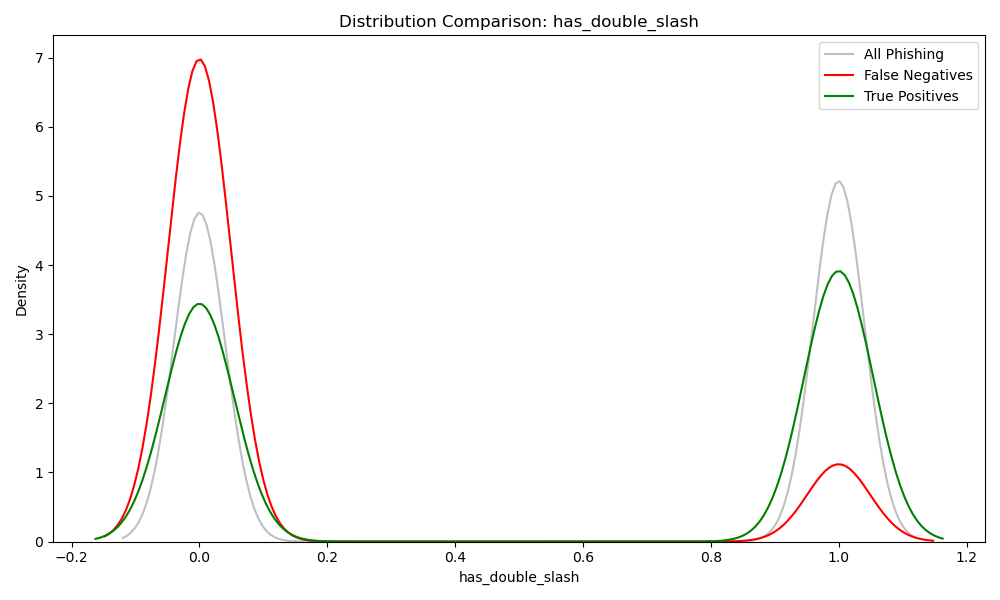 Distribution Comparison: has_double_slash
All Phishing
False Negatives
True Positives
Density
7
6
5
4
3
2
1
0
−0.2
0.0
0.2
0.4
0.6
0.8
1.0
1.2
has_double_slash